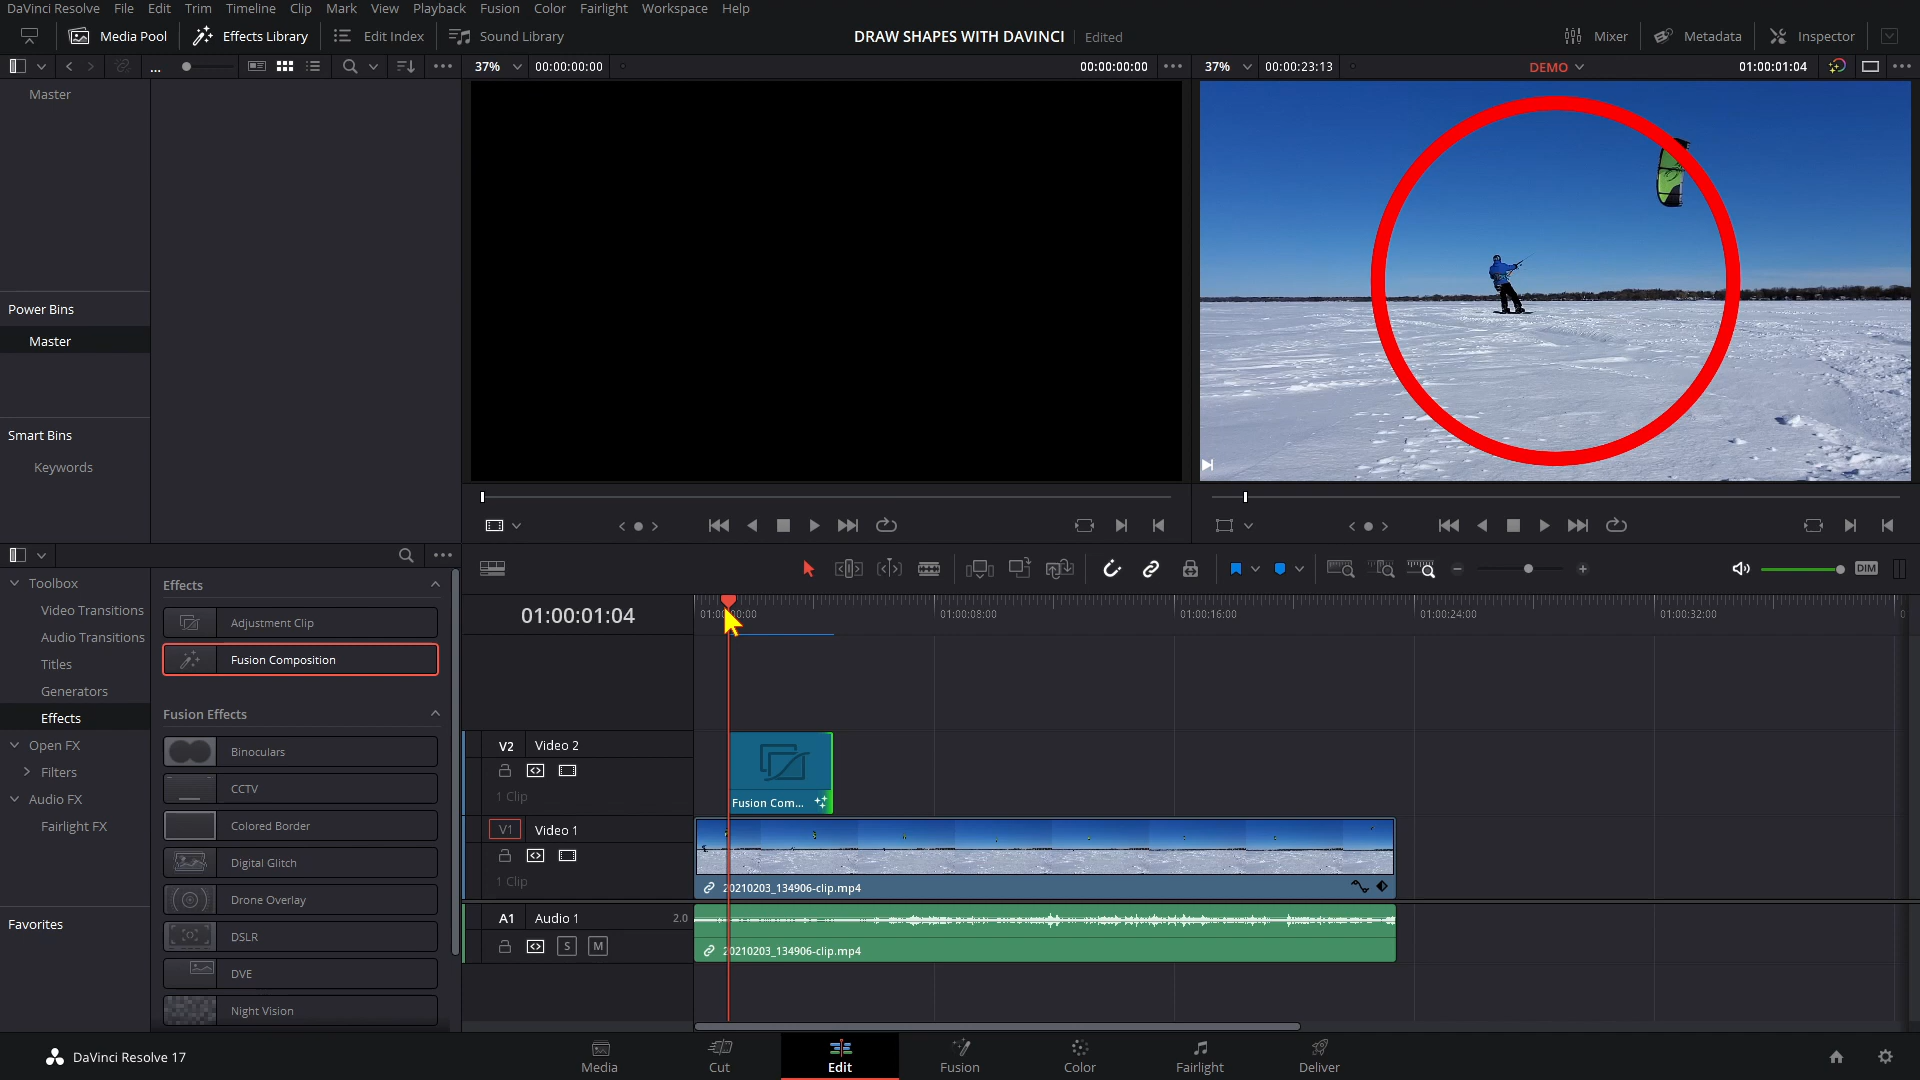 DaVinci Resolve File Edit Trim Timeline Clip Mark View Playback Fusion Color Fairlight Workspace Help
Media Pool Effects Library Edit Index Sound Library DRAW SHAPES WITH DAVINCI Edited Mixer Metadata Inspector
... 37% 00:00:00:00 00:00:00:00 37% 00:00:23:13 DEMO 01:00:01:04
Master
Power Bins
Master
Smart Bins
Keywords
Toolbox
Video Transitions
Audio Transitions
Titles
Generators
Effects
Open FX
Filters
Audio FX
Fairlight FX
Favorites
Effects
Adjustment Clip
Fusion Composition
Fusion Effects
Binoculars
CCTV
Colored Border
Digital Glitch
Drone Overlay
DSLR
DVE
Night Vision
DIM
01:00:01:04
01:00:00:00 01:00:08:00 01:00:16:00 01:00:24:00 01:00:32:00 0
V2 Video 2
1 Clip
Fusion Com...
V1 Video 1
1 Clip
20210203_134906-clip.mp4
A1 Audio 1 2.0
S M
20210203_134906-clip.mp4
DaVinci Resolve 17
Media Cut Edit Fusion Color Fairlight Deliver